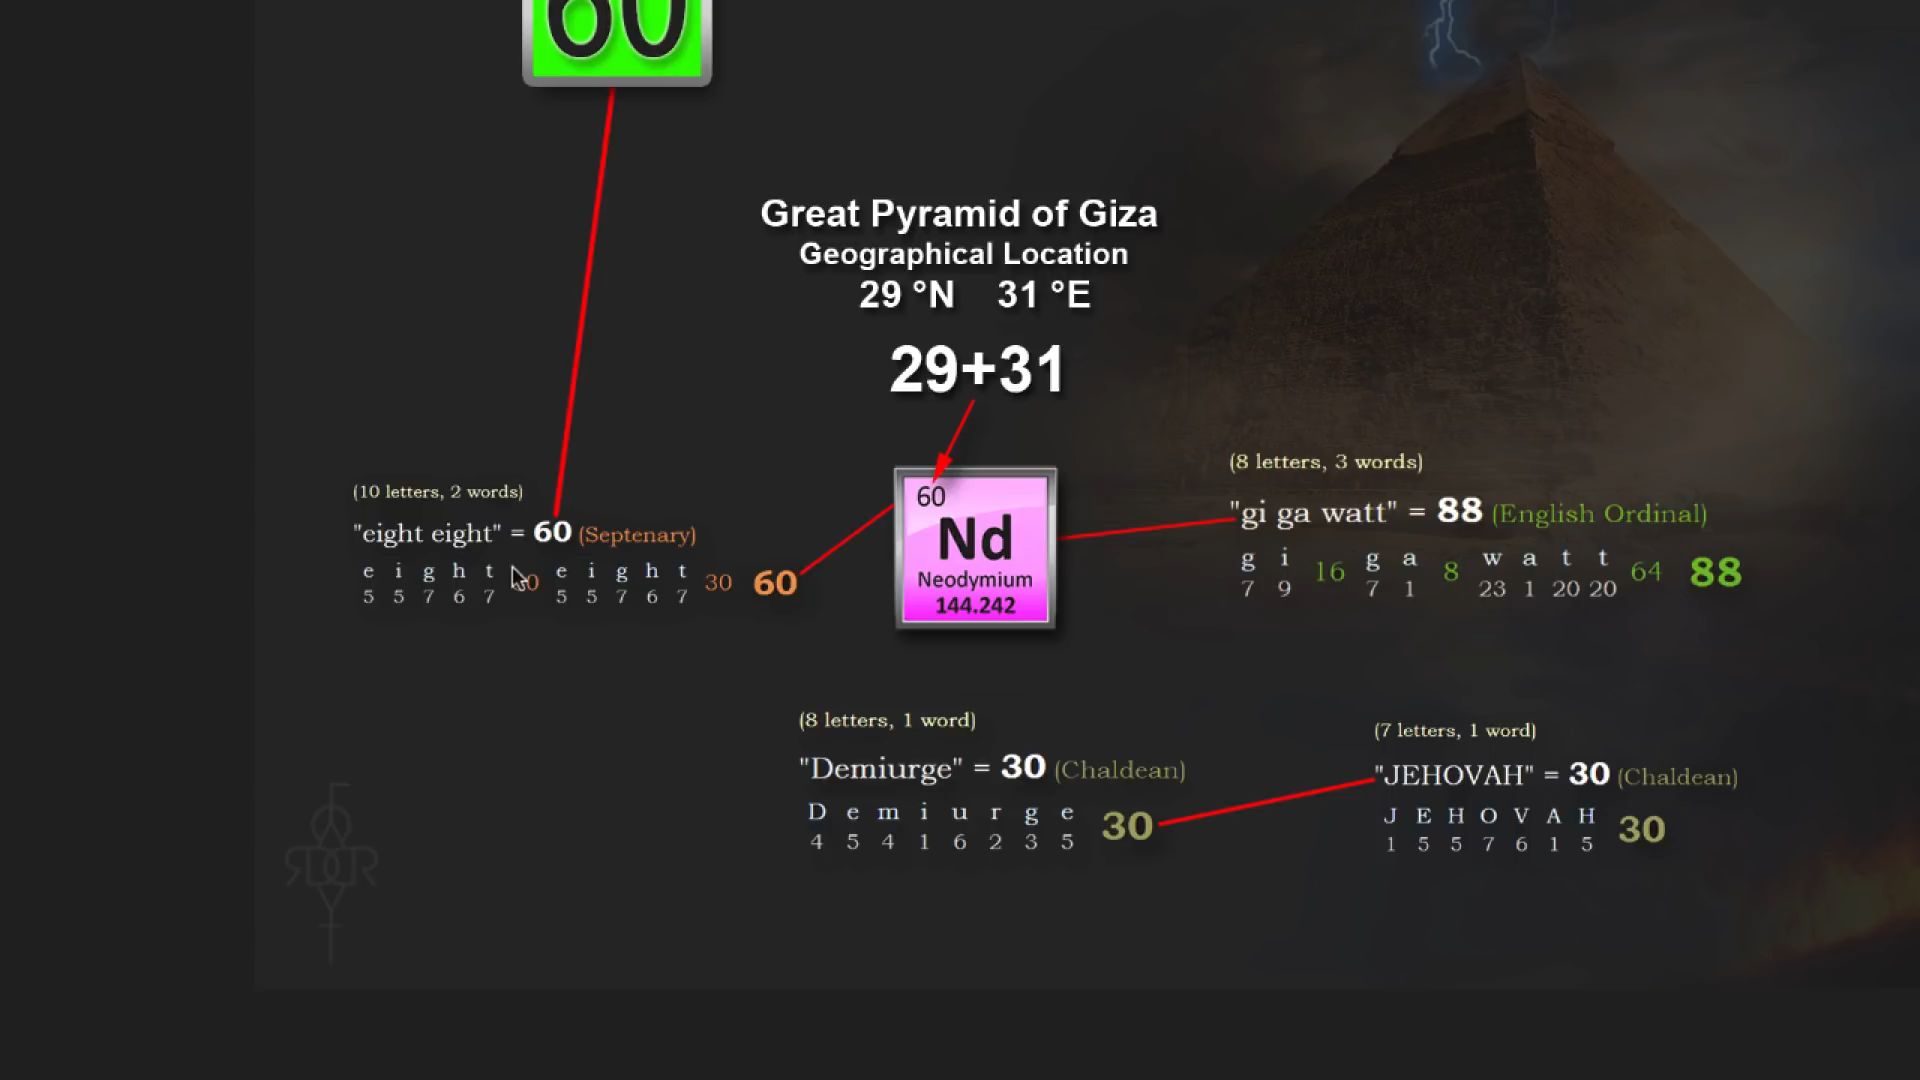 60
Great Pyramid of Giza
Geographical Location
29 °N 31 °E
29+31
(10 letters, 2 words)
"eight eight" = 60 (Septenary)
e i g h t 0 e i g h t 30 60
5 5 7 6 7 5 5 7 6 7
60
Nd
Neodymium
144.242
(8 letters, 3 words)
"gi ga watt" = 88 (English Ordinal)
g i 16 g a 8 w a t t 64 88
7 9 7 1 23 1 20 20
(8 letters, 1 word)
"Demiurge" = 30 (Chaldean)
D e m i u r g e 30
4 5 4 1 6 2 3 5
(7 letters, 1 word)
"JEHOVAH" = 30 (Chaldean)
J E H O V A H 30
1 5 5 7 6 1 5